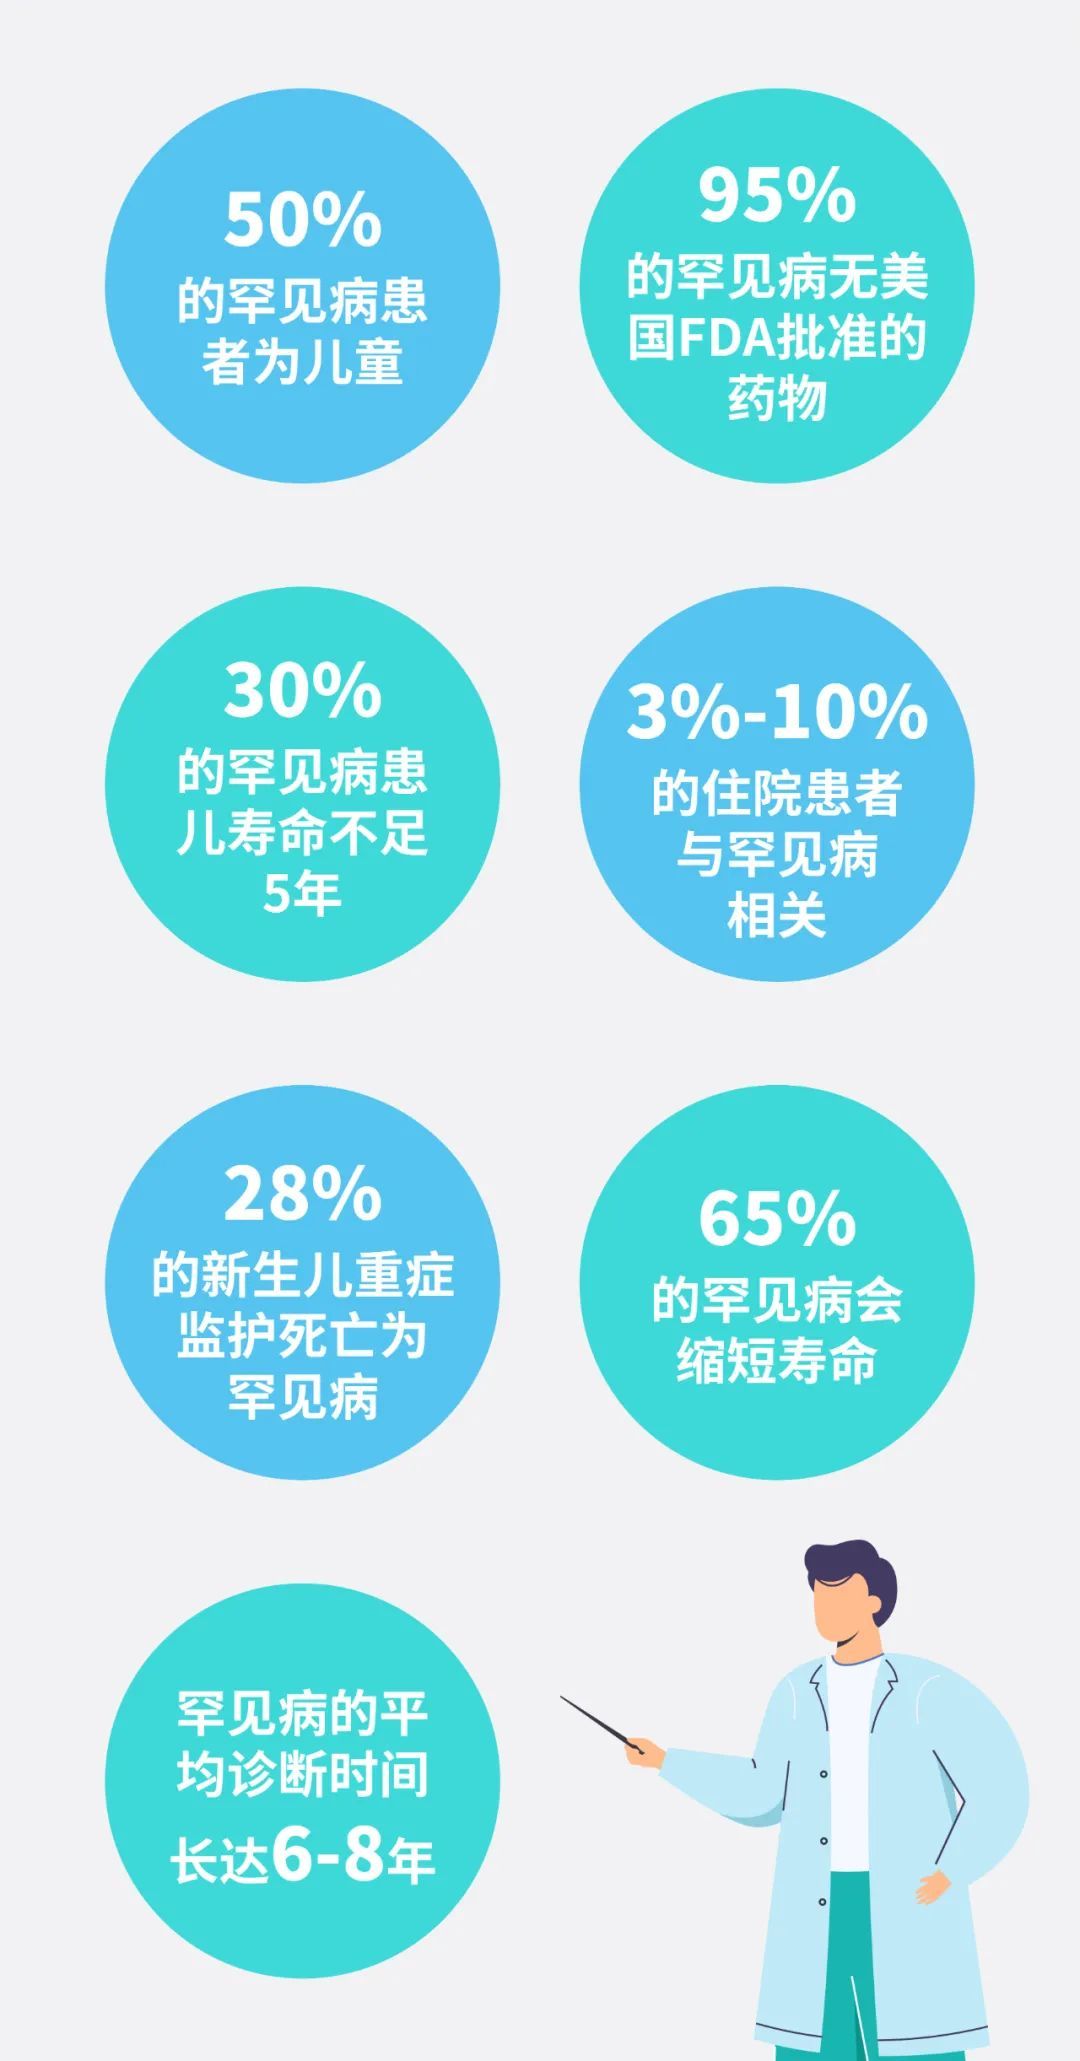 50%
的罕见病患
者为儿童
95%
的罕见病无美
国FDA批准的
药物
30%
的罕见病患
儿寿命不足
5年
3%-10%
的住院患者
与罕见病
相关
28%
的新生儿重症
监护死亡为
罕见病
65%
的罕见病会
缩短寿命
罕见病的平
均诊断时间
长达6-8年